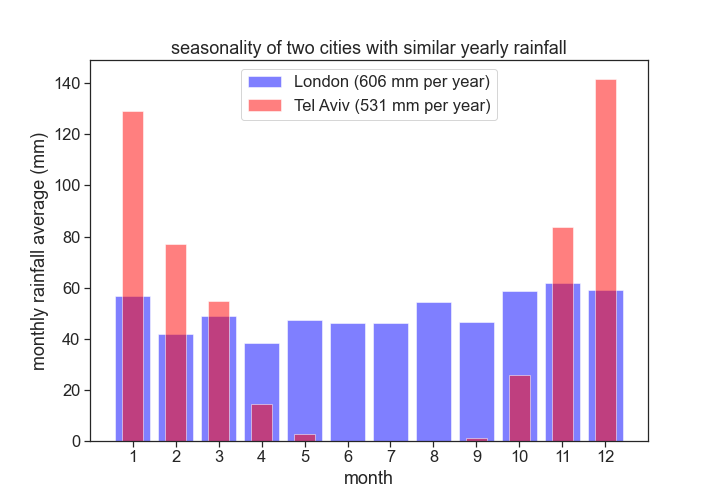 seasonality of two cities with similar yearly rainfall
London (606 mm per year)
Tel Aviv (531 mm per year)
monthly rainfall average (mm)
140
120
100
80
60
40
20
0
1 2 3 4 5 6 7 8 9 10 11 12
month